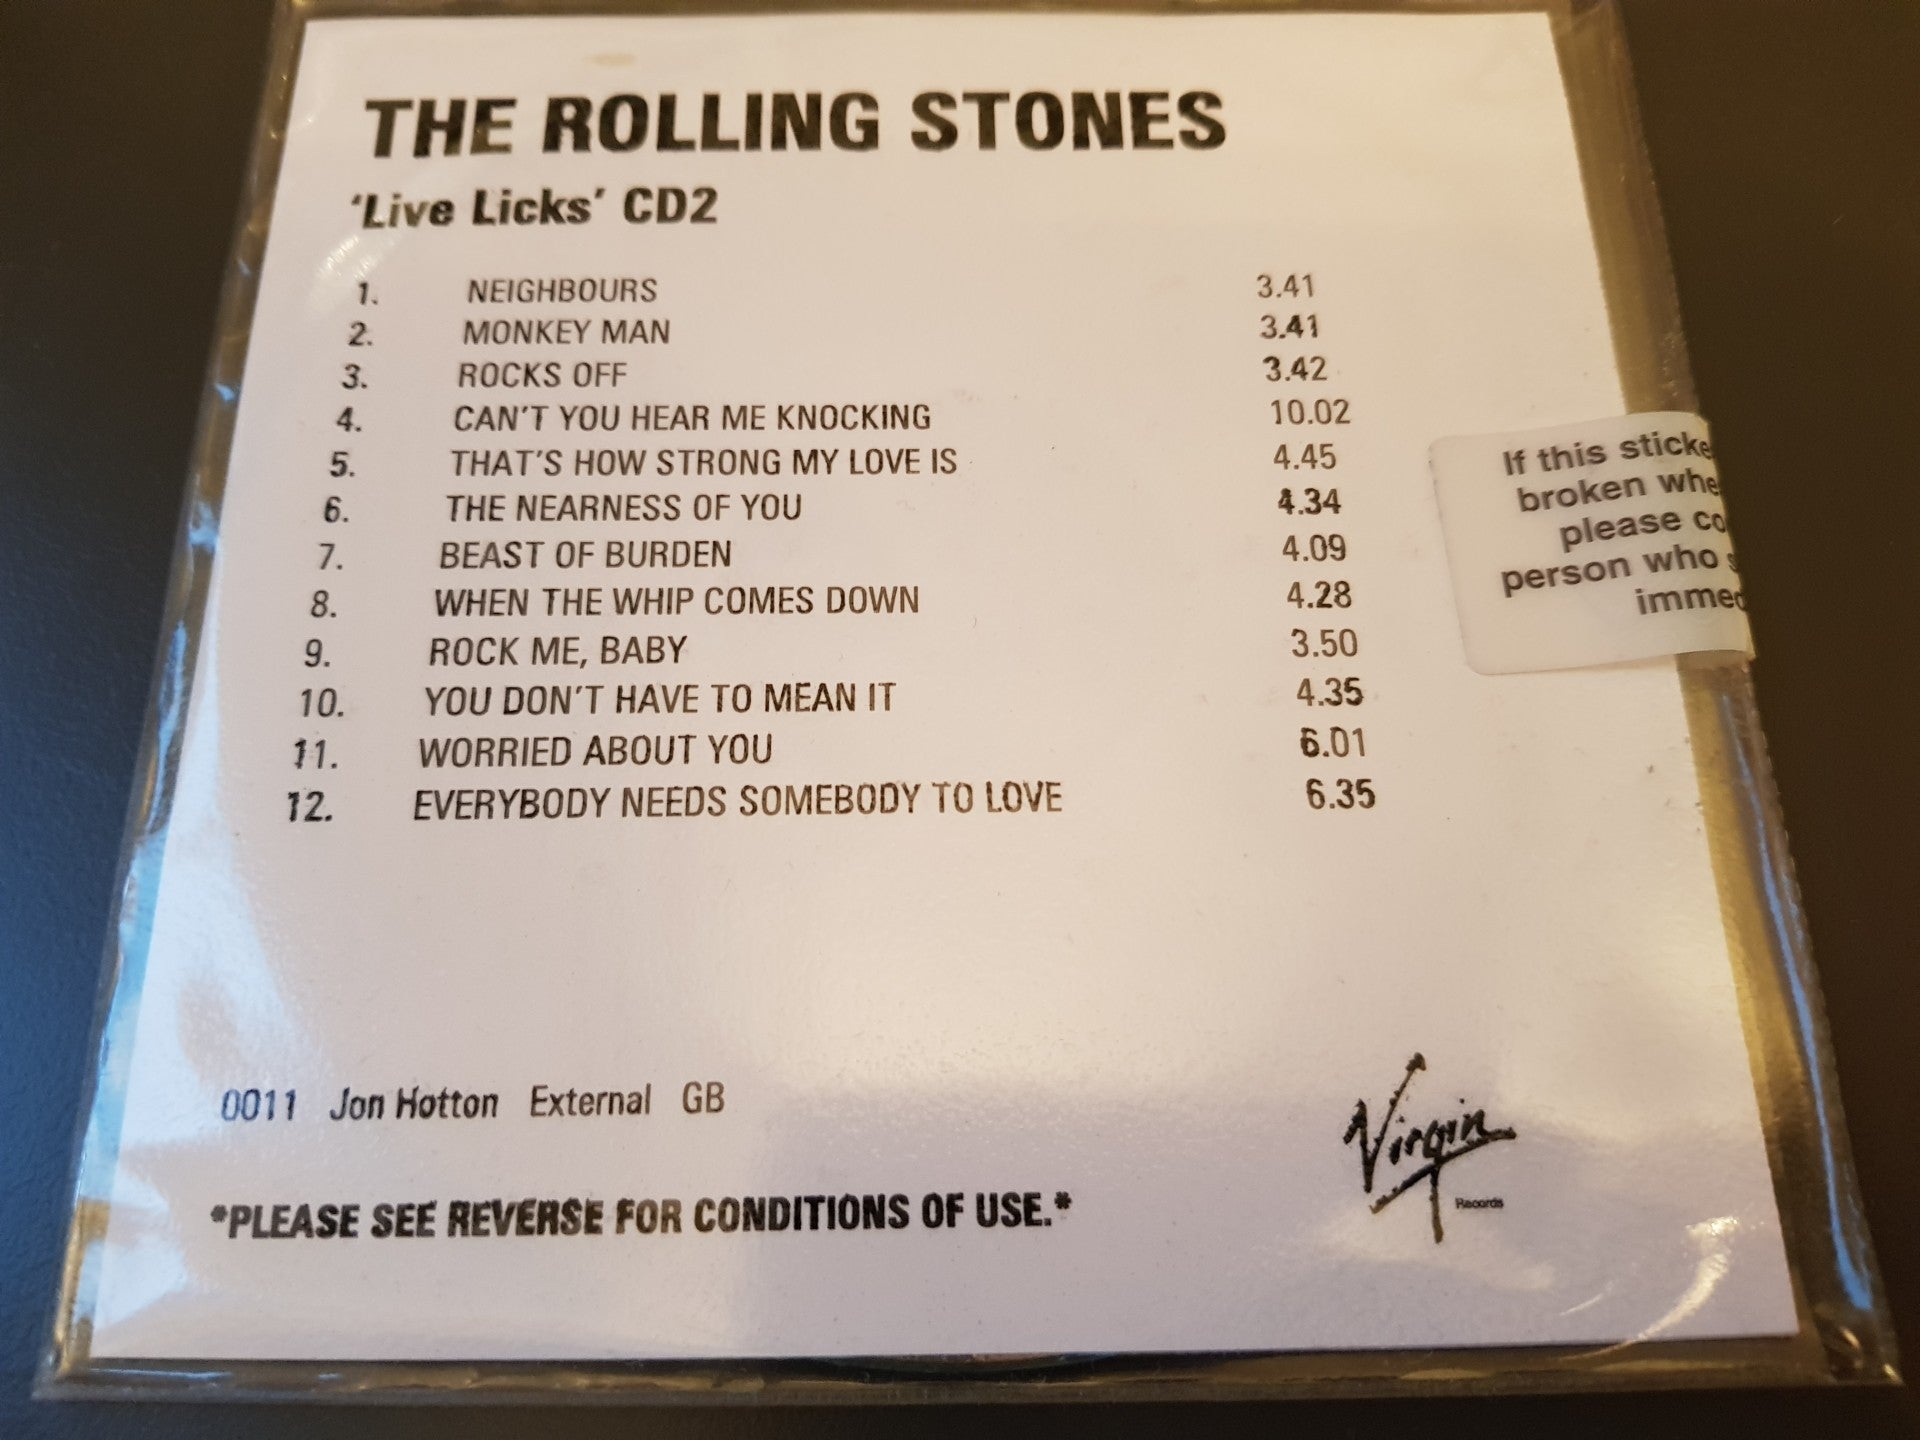 THE ROLLING STONES
'Live Licks' CD2
1. NEIGHBOURS 3.41
2. MONKEY MAN 3.41
3. ROCKS OFF 3.42
4. CAN'T YOU HEAR ME KNOCKING 10.02
5. THAT'S HOW STRONG MY LOVE IS 4.45
6. THE NEARNESS OF YOU 4.34
7. BEAST OF BURDEN 4.09
8. WHEN THE WHIP COMES DOWN 4.28
9. ROCK ME, BABY 3.50
10. YOU DON'T HAVE TO MEAN IT 4.35
11. WORRIED ABOUT YOU 6.01
12. EVERYBODY NEEDS SOMEBODY TO LOVE 6.35
If this
broken
please
person who
0011 Jon Hotton External GB
*PLEASE SEE REVERSE FOR CONDITIONS OF USE.*
Virgin
Records